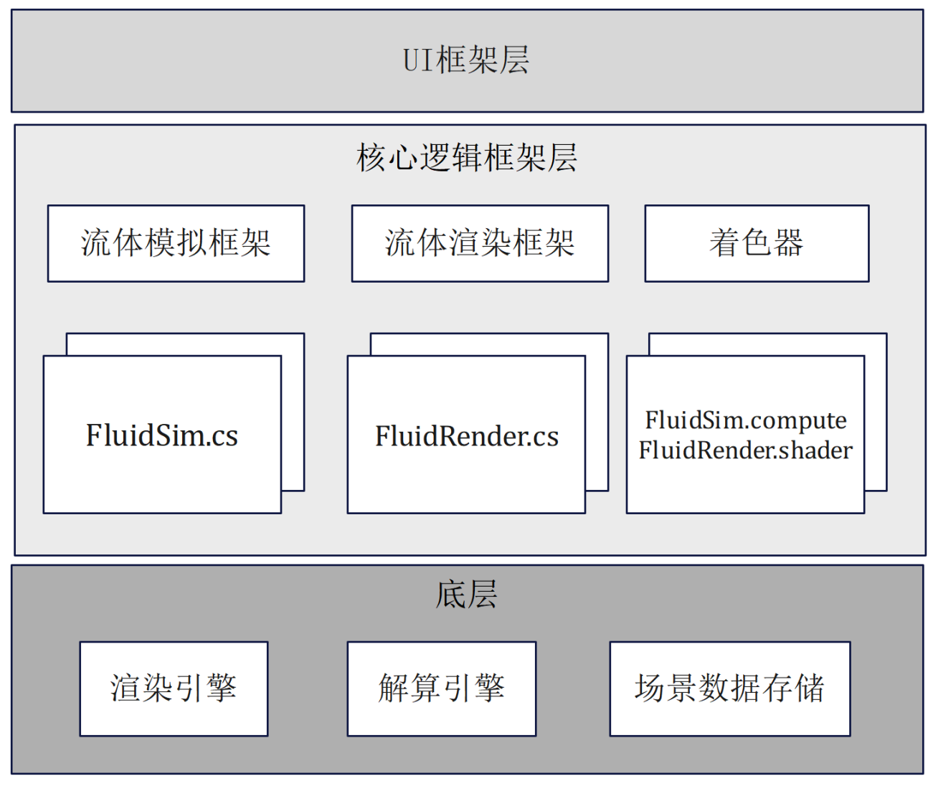 UI框架层
核心逻辑框架层
流体模拟框架
流体渲染框架
着色器
FluidSim.cs
FluidRender.cs
FluidSim.compute
FluidRender.shader
底层
渲染引擎
解算引擎
场景数据存储